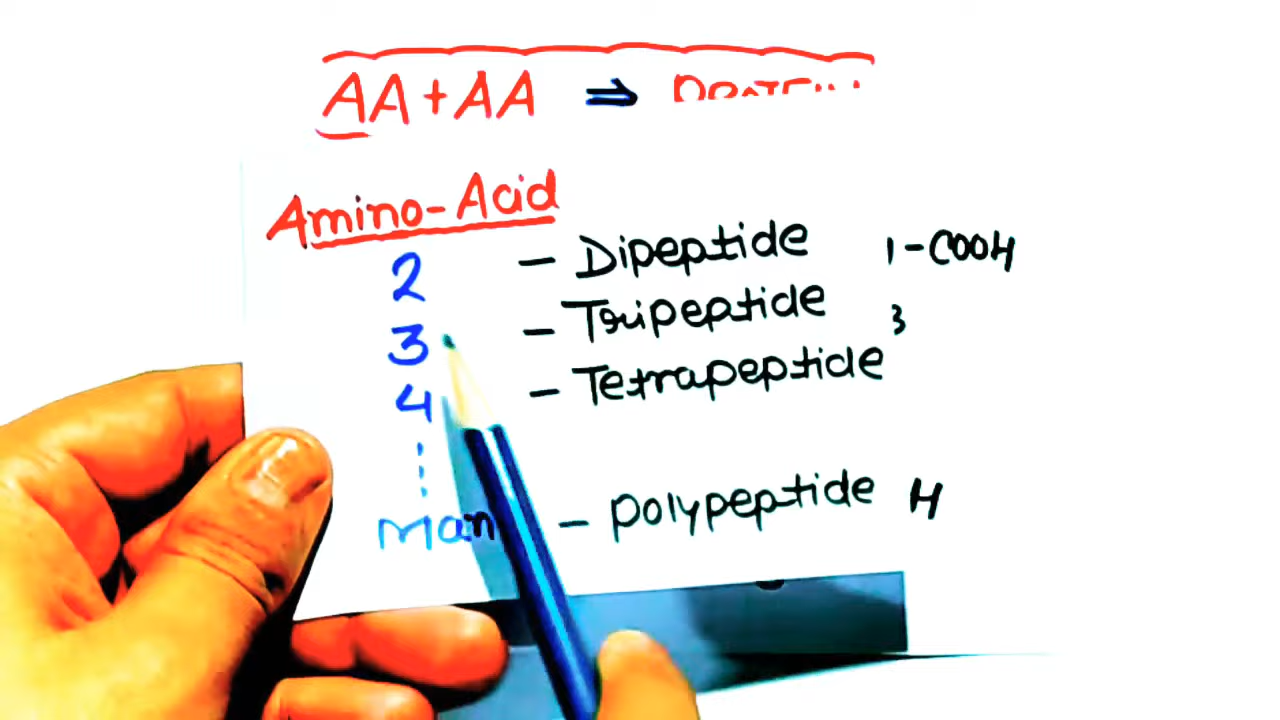 AA + AA ⇒
Amino-Acid
2 – Dipeptide 1-COOH
3 – Tripeptide 3
4 – Tetrapeptide
– Polypeptide H